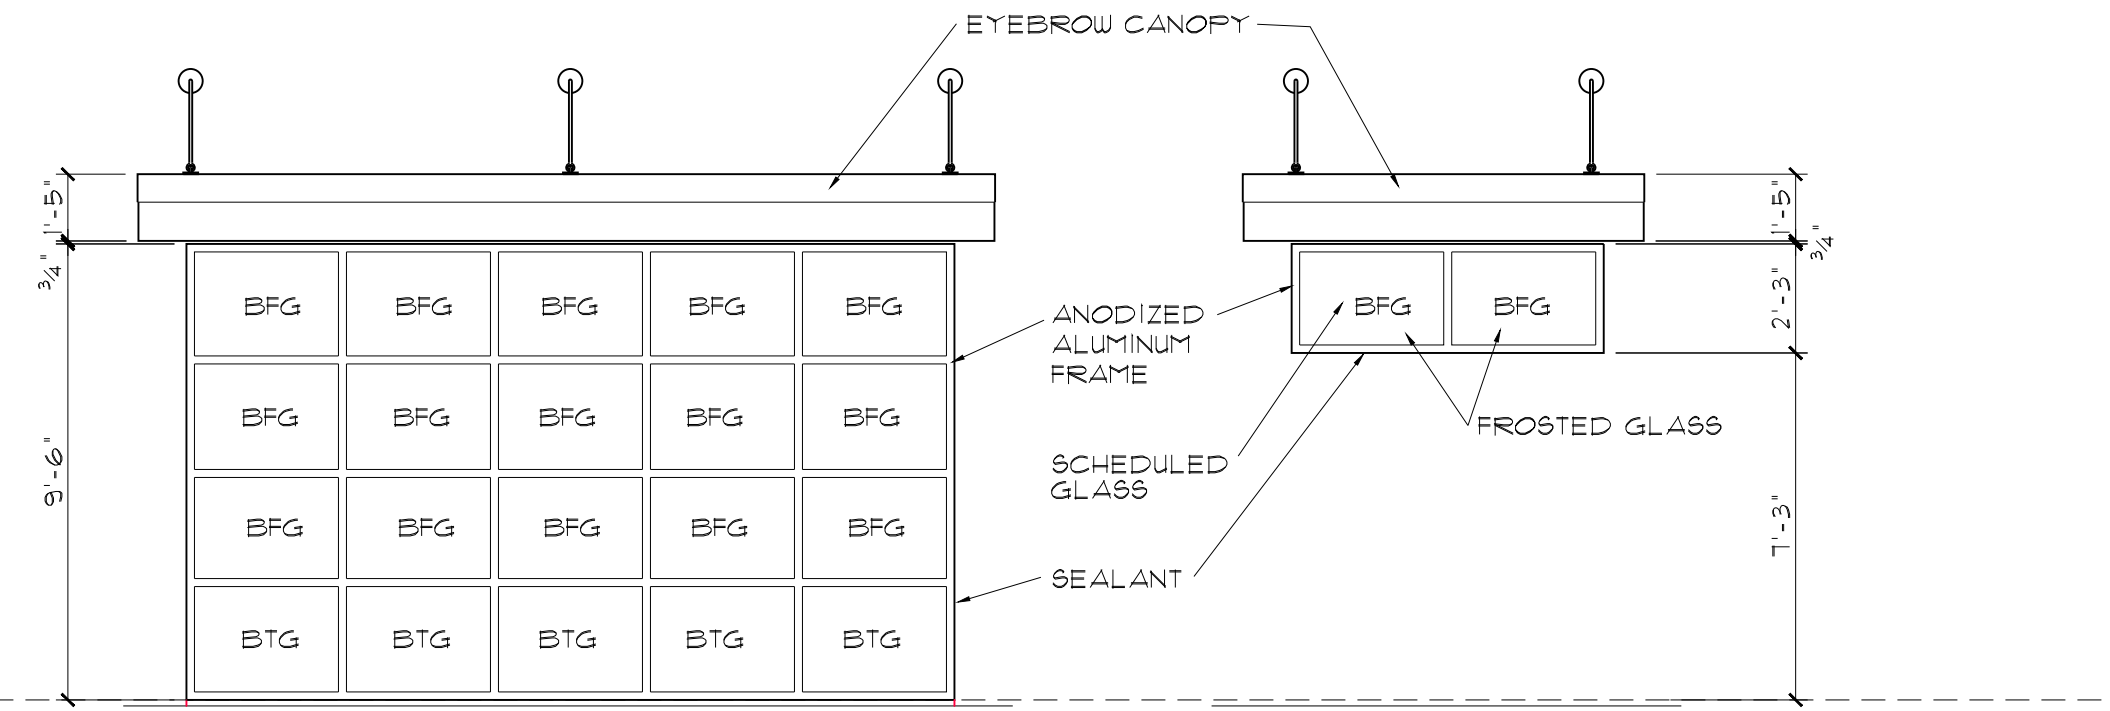 EYEBROW CANOPY
1'-5"
3/4"
9'-6"
BFG BFG BFG BFG BFG
BFG BFG BFG BFG BFG
BFG BFG BFG BFG BFG
BTG BTG BTG BTG BTG
ANODIZED
ALUMINUM
FRAME
SCHEDULED
GLASS
SEALANT
BFG BFG
FROSTED GLASS
1'-5"
3/4"
2'-3"
7'-3"